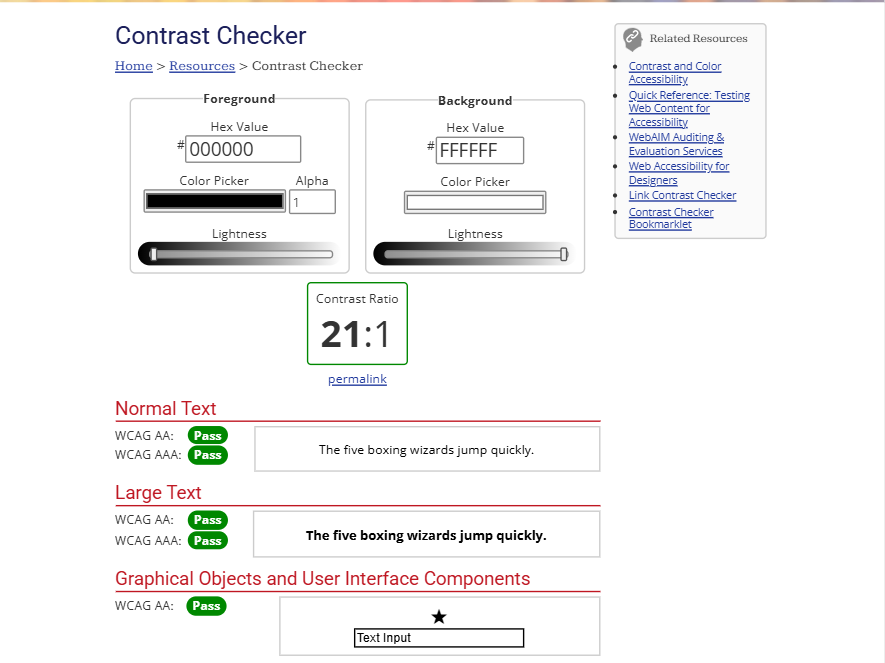 Contrast Checker
Home > Resources > Contrast Checker
Foreground
Hex Value
#000000
Color Picker
Alpha
1
Lightness
Background
Hex Value
#FFFFFF
Color Picker
Lightness
Contrast Ratio
21:1
permalink
Normal Text
WCAG AA: Pass
WCAG AAA: Pass
The five boxing wizards jump quickly.
Large Text
WCAG AA: Pass
WCAG AAA: Pass
The five boxing wizards jump quickly.
Graphical Objects and User Interface Components
WCAG AA: Pass
Text Input
Related Resources
Contrast and Color
Accessibility
Quick Reference: Testing
Web Content for
Accessibility
WebAIM Auditing &
Evaluation Services
Web Accessibility for
Designers
Link Contrast Checker
Contrast Checker
Bookmarklet